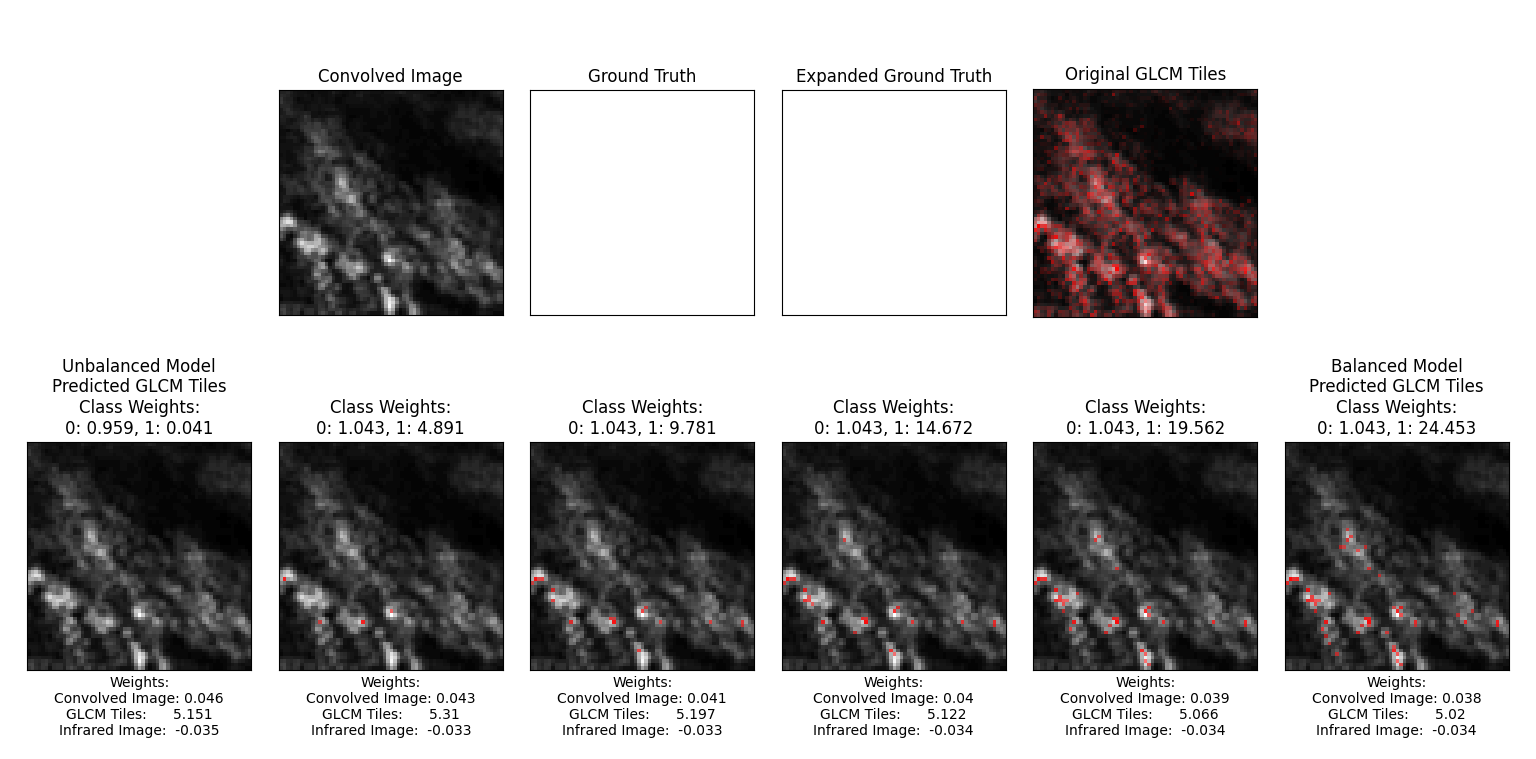 Convolved Image
Ground Truth
Expanded Ground Truth
Original GLCM Tiles
Unbalanced Model
Predicted GLCM Tiles
Class Weights:
0: 0.959, 1: 0.041
Class Weights:
0: 1.043, 1: 4.891
Class Weights:
0: 1.043, 1: 9.781
Class Weights:
0: 1.043, 1: 14.672
Class Weights:
0: 1.043, 1: 19.562
Balanced Model
Predicted GLCM Tiles
Class Weights:
0: 1.043, 1: 24.453
Weights:
Convolved Image: 0.046
GLCM Tiles: 5.151
Infrared Image: -0.035
Weights:
Convolved Image: 0.043
GLCM Tiles: 5.31
Infrared Image: -0.033
Weights:
Convolved Image: 0.041
GLCM Tiles: 5.197
Infrared Image: -0.033
Weights:
Convolved Image: 0.04
GLCM Tiles: 5.122
Infrared Image: -0.034
Weights:
Convolved Image: 0.039
GLCM Tiles: 5.066
Infrared Image: -0.034
Weights:
Convolved Image: 0.038
GLCM Tiles: 5.02
Infrared Image: -0.034